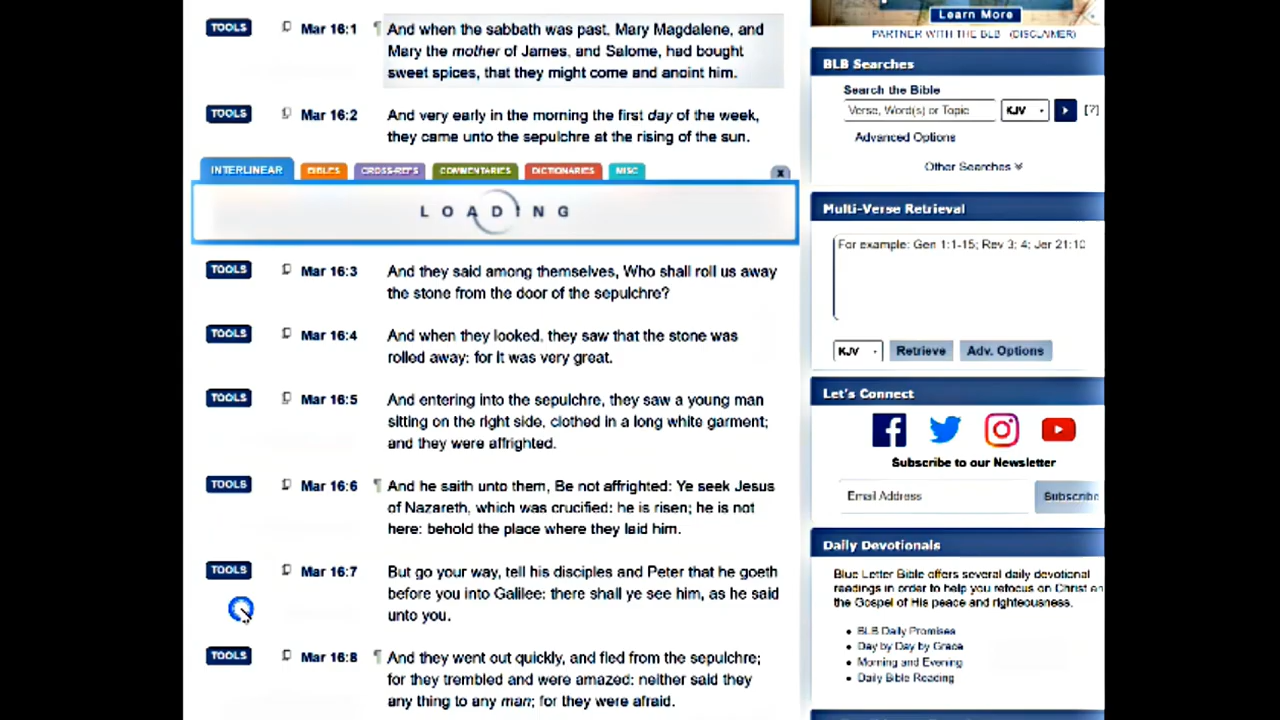 TOOLS Mar 16:1 ¶ And when the sabbath was past, Mary Magdalene, and
Mary the mother of James, and Salome, had bought
sweet spices, that they might come and anoint him.
TOOLS Mar 16:2 And very early in the morning the first day of the week,
they came unto the sepulchre at the rising of the sun.
INTERLINEAR BIBLES CROSS-REFS COMMENTARIES DICTIONARIES MISC x
LOADING
TOOLS Mar 16:3 And they said among themselves, Who shall roll us away
the stone from the door of the sepulchre?
TOOLS Mar 16:4 And when they looked, they saw that the stone was
rolled away: for it was very great.
TOOLS Mar 16:5 And entering into the sepulchre, they saw a young man
sitting on the right side, clothed in a long white garment;
and they were affrighted.
TOOLS Mar 16:6 ¶ And he saith unto them, Be not affrighted: Ye seek Jesus
of Nazareth, which was crucified: he is risen; he is not
here: behold the place where they laid him.
TOOLS Mar 16:7 But go your way, tell his disciples and Peter that he goeth
before you into Galilee: there shall ye see him, as he said
unto you.
TOOLS Mar 16:8 ¶ And they went out quickly, and fled from the sepulchre;
for they trembled and were amazed: neither said they
any thing to any man; for they were afraid.
Learn More
PARTNER WITH THE BLB (DISCLAIMER)
BLB Searches
Search the Bible
Verse, Word(s) or Topic KJV [?]
Advanced Options
Other Searches
Multi-Verse Retrieval
For example: Gen 1:1-15; Rev 3; 4; Jer 21:10
KJV Retrieve Adv. Options
Let's Connect
Subscribe to our Newsletter
Email Address Subscribe
Daily Devotionals
Blue Letter Bible offers several daily devotional
readings in order to help you refocus on Christ an
the Gospel of His peace and righteousness.
• BLB Daily Promises
• Day by Day by Grace
• Morning and Evening
• Daily Bible Reading